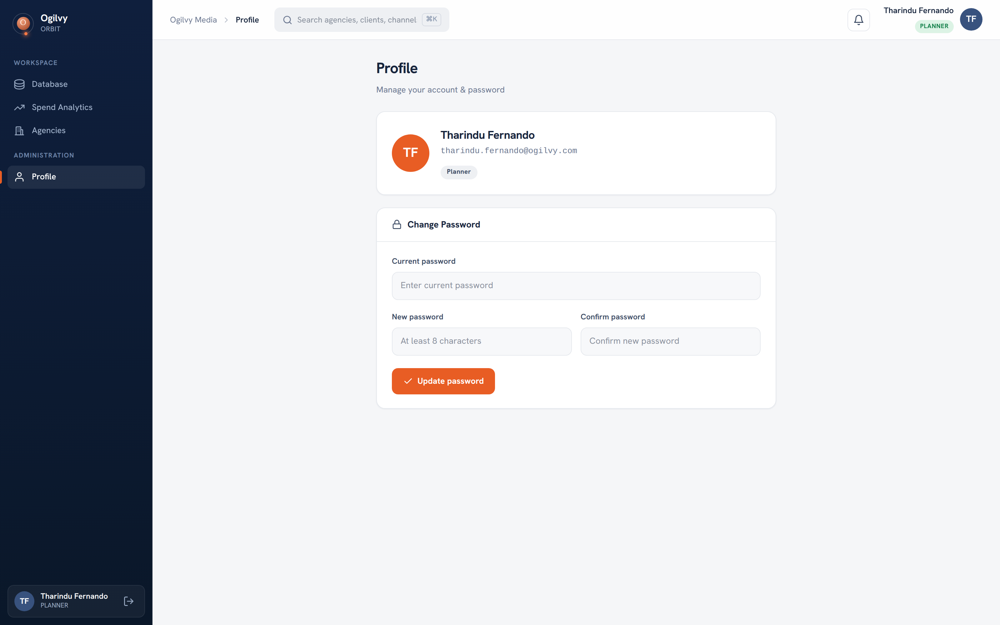 O
Ogilvy
ORBIT
WORKSPACE
Database
Spend Analytics
Agencies
ADMINISTRATION
Profile
TF
Tharindu Fernando
PLANNER
Ogilvy Media
Profile
Search agencies, clients, channel
⌘K
Tharindu Fernando
PLANNER
TF
Profile
Manage your account & password
TF
Tharindu Fernando
tharindu.fernando@ogilvy.com
Planner
Change Password
Current password
Enter current password
New password
Confirm password
At least 8 characters
Confirm new password
Update password